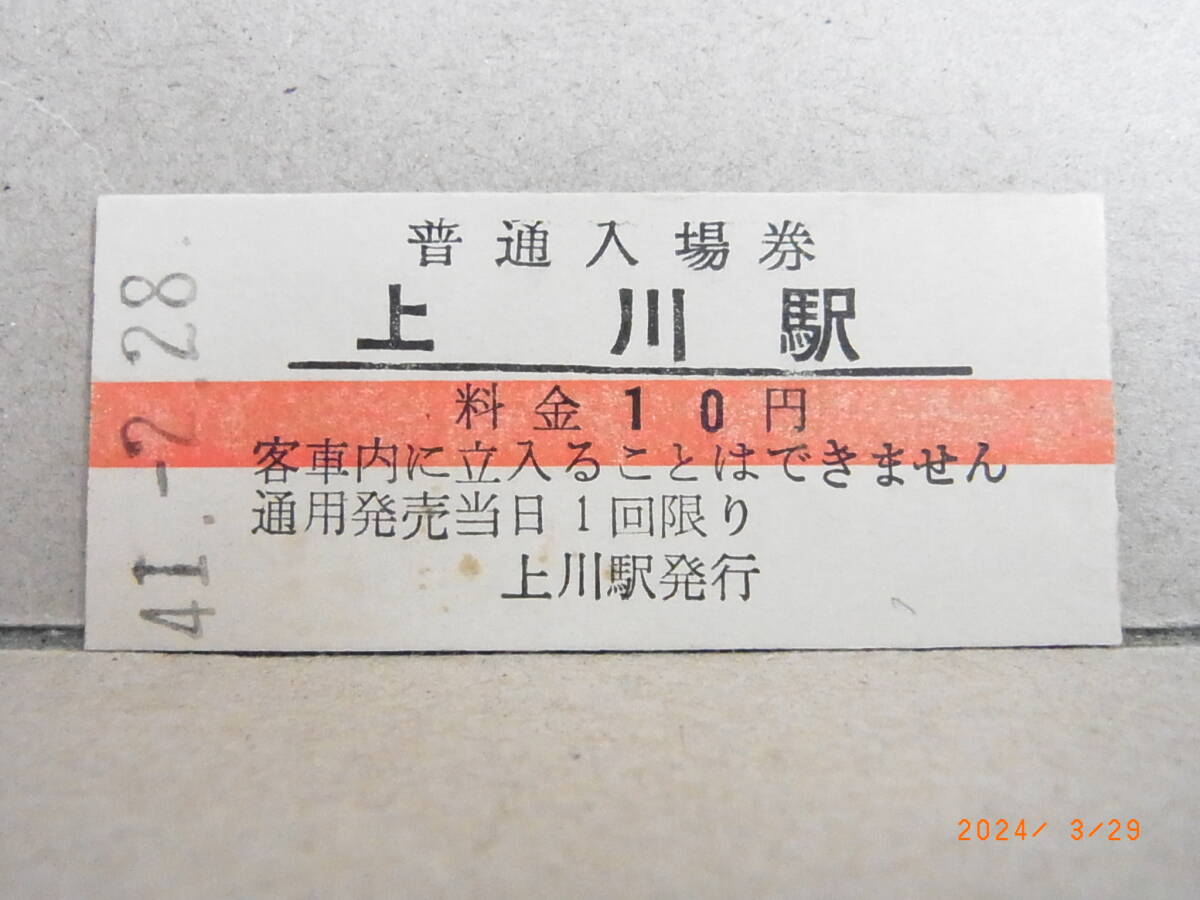 普通入場券
上川駅
料金10円
客車内に立入ることはできません
通用発売当日1回限り
上川駅発行
41.-2.28.
2024/ 3/29